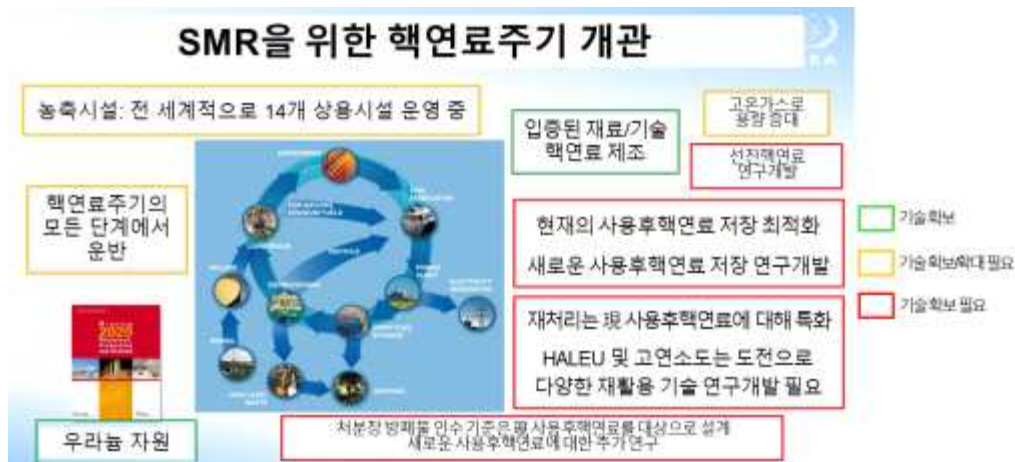 SMR을 위한 핵연료주기 개관
농축시설: 전 세계적으로 14개 상용시설 운영 중
입증된 재료/기술
핵연료 제조
고온가스로
용량 증대
선진핵연료
연구개발
핵연료주기의
모든 단계에서
운반
현재의 사용후핵연료 저장 최적화
새로운 사용후핵연료 저장 연구개발
기술확보
기술확보/확대 필요
기술확보 필요
재처리는 現 사용후핵연료에 대해 특화
HALEU 및 고연소도는 도전으로
다양한 재활용 기술 연구개발 필요
우라늄 자원
처분장 방폐물 인수 기준은 現 사용후핵연료를 대상으로 설계
새로운 사용후핵연료에 대한 추가 연구